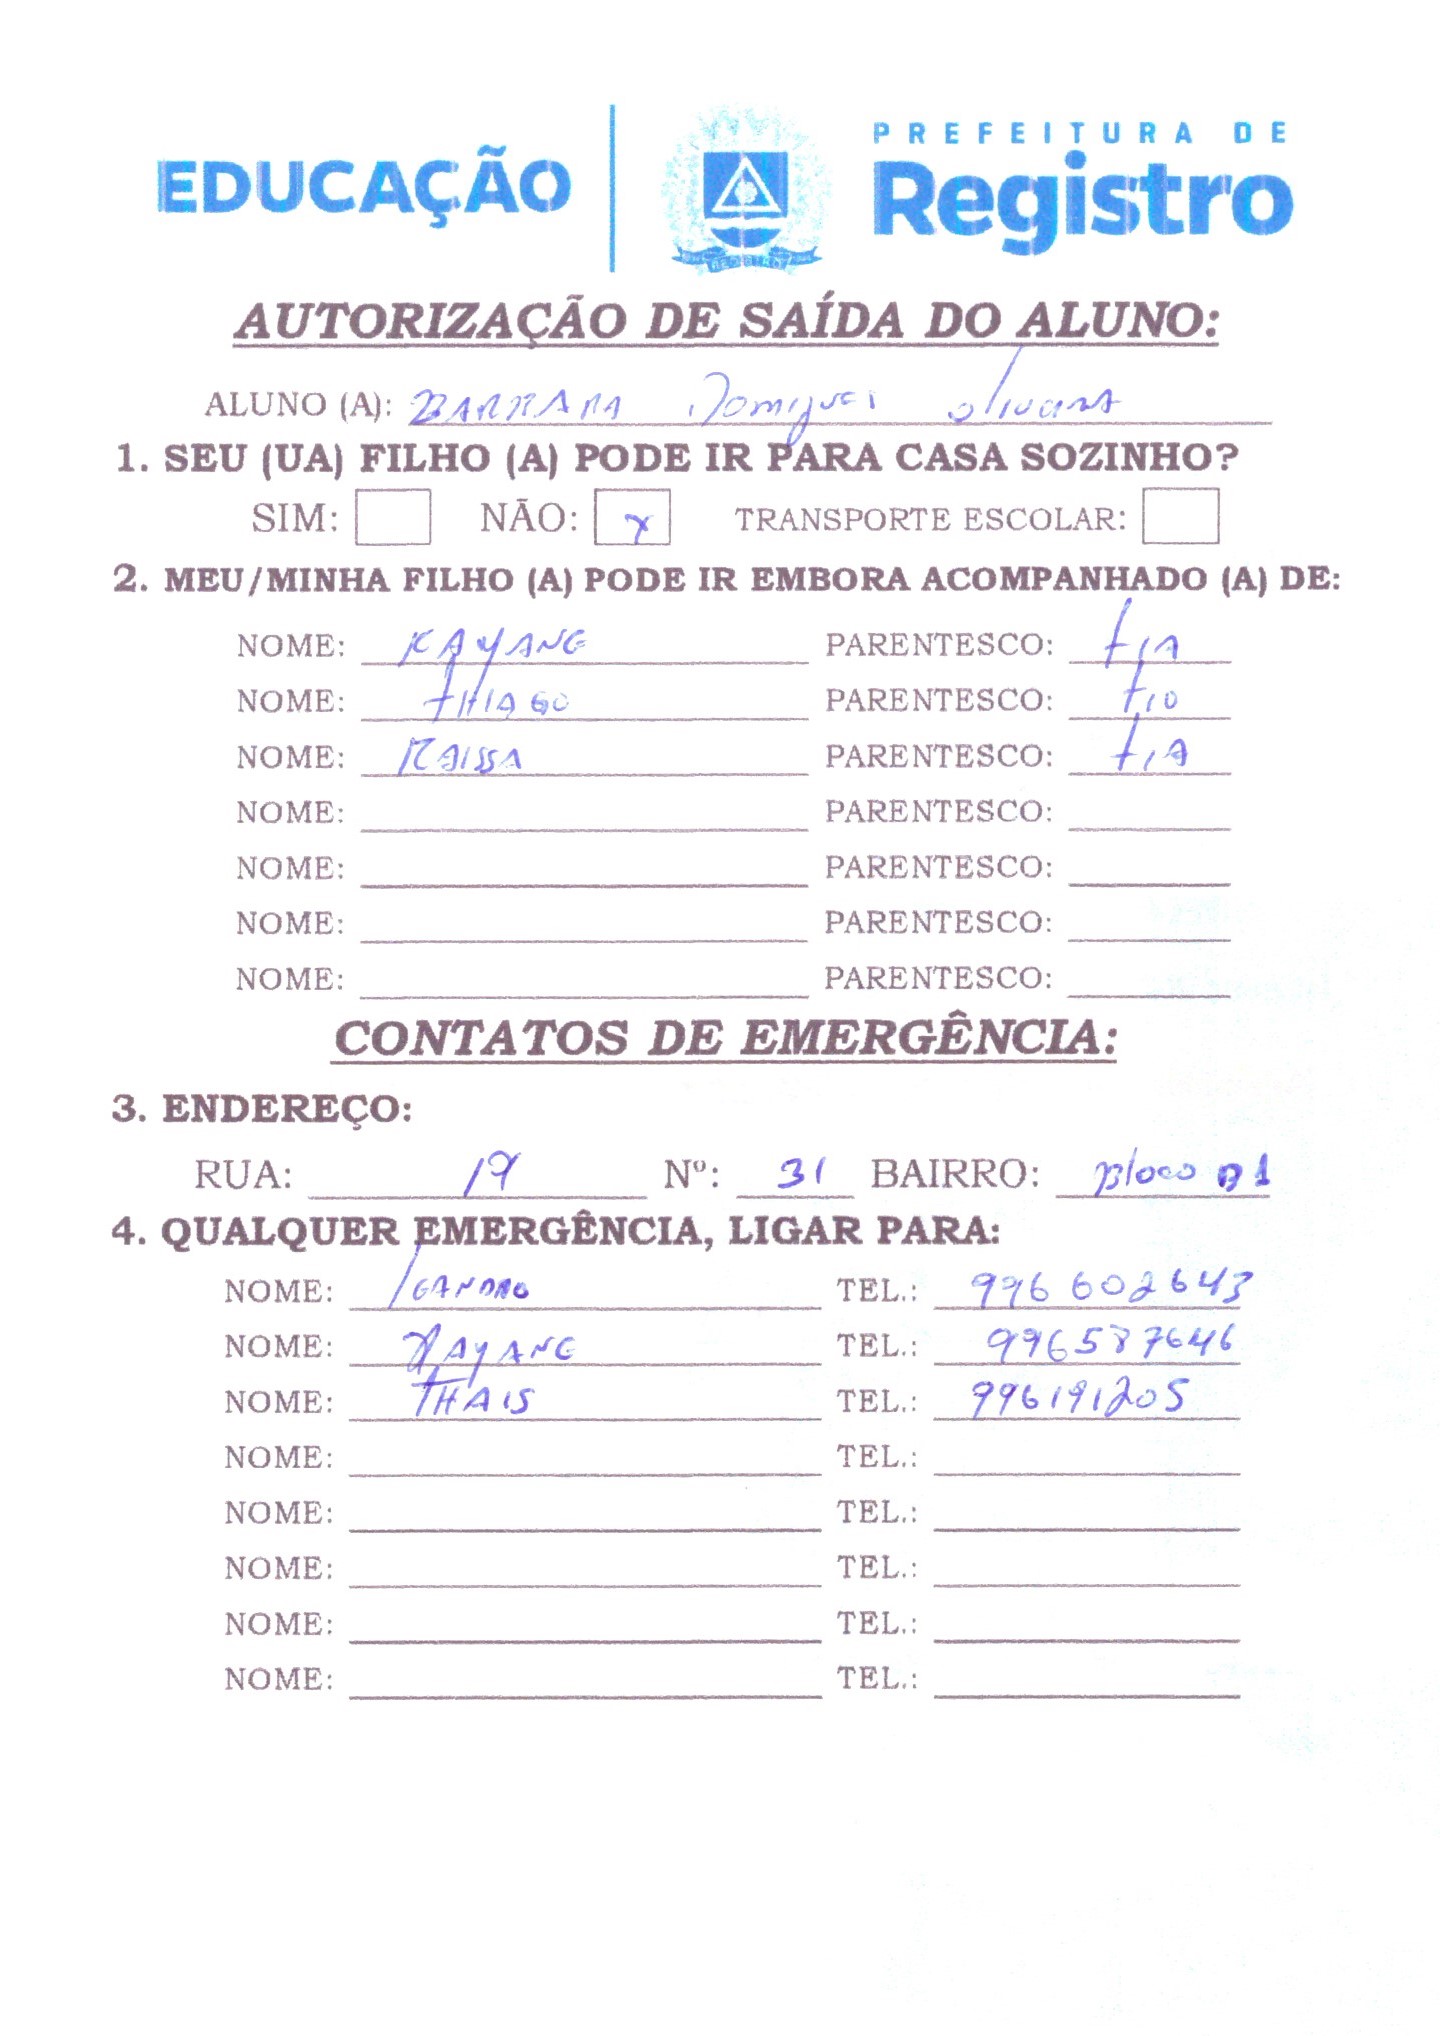 EDUCAÇÃO
PREFEITURA DE
Registro
REGISTRO
AUTORIZAÇÃO DE SAÍDA DO ALUNO:
ALUNO (A): BARBARA Domigues Oliveira
1. SEU (UA) FILHO (A) PODE IR PARA CASA SOZINHO?
SIM: NÃO: X TRANSPORTE ESCOLAR:
2. MEU/MINHA FILHO (A) PODE IR EMBORA ACOMPANHADO (A) DE:
NOME: KAYANE PARENTESCO: tIA
NOME: tHIAGO PARENTESCO: tIO
NOME: RAISSA PARENTESCO: tIA
NOME: PARENTESCO:
NOME: PARENTESCO:
NOME: PARENTESCO:
NOME: PARENTESCO:
CONTATOS DE EMERGÊNCIA:
3. ENDEREÇO:
RUA: 19 Nº: 31 BAIRRO: Bloco B1
4. QUALQUER EMERGÊNCIA, LIGAR PARA:
NOME: TEL.: 996602643
NOME: KAYANE TEL.: 996587646
NOME: THAIS TEL.: 996191205
NOME: TEL.:
NOME: TEL.:
NOME: TEL.:
NOME: TEL.:
NOME: TEL.: